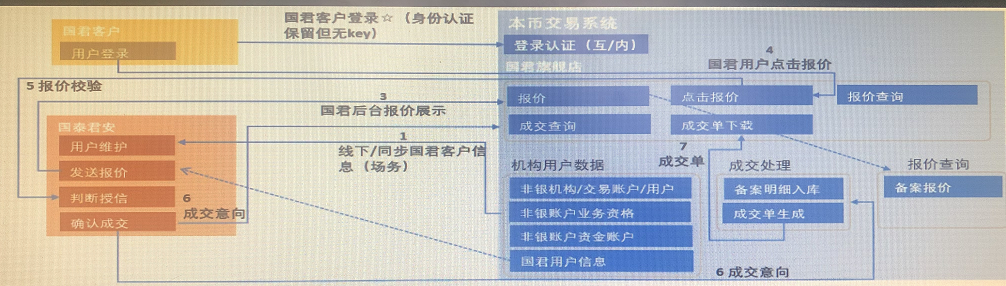 国君客户登录☆（身份认证
保留但无key）
本币交易系统
国君客户
用户登录
登录认证（互/内）
国君旗舰店
4
国君用户点击报价
5 报价校验
3
国君后台报价展示
报价
点击报价
报价查询
成交查询
成交单下载
国泰君安
用户维护
发送报价
判断授信
确认成交
1
线下/同步国君客户信
息（场务）
6
成交意向
7
成交单
机构用户数据
非银机构/交易账户/用户
非银账户业务资格
非银账户资金账户
国君用户信息
成交处理
备案明细入库
成交单生成
报价查询
备案报价
6 成交意向